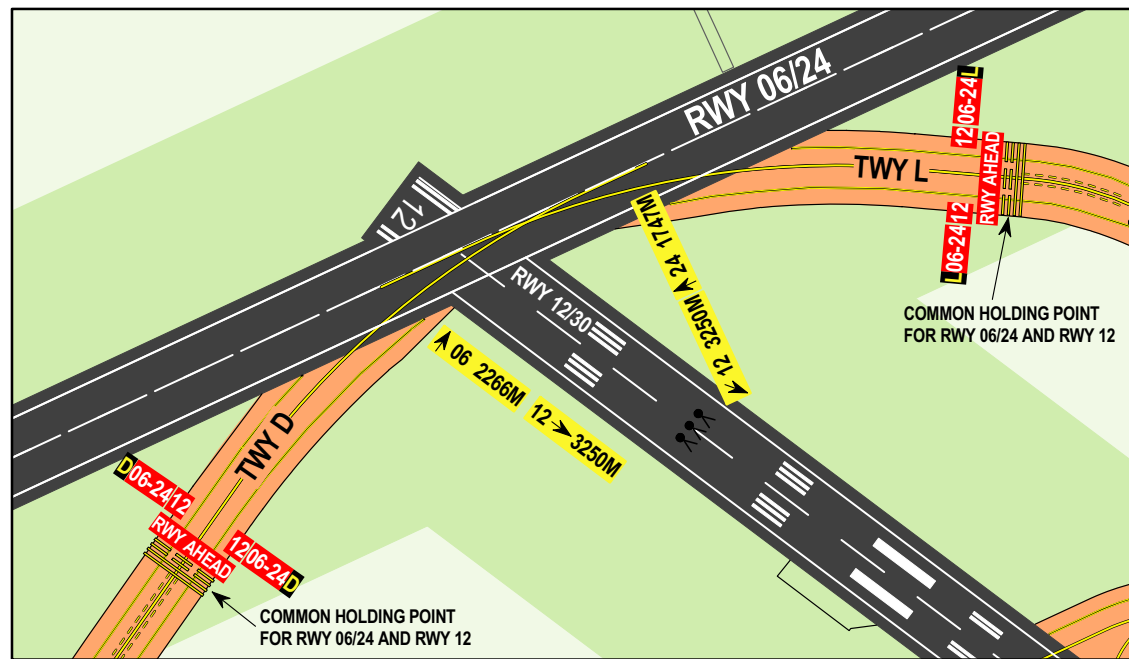 RWY 06/24
12
RWY 12/30
TWY L
L 06-24 12
12 06-24 L
RWY AHEAD
COMMON HOLDING POINT
FOR RWY 06/24 AND RWY 12
12 3250M 24 1747M
06 2266M
12 3250M
TWY D
D 06-24 12
RWY AHEAD
12 06-24 D
COMMON HOLDING POINT
FOR RWY 06/24 AND RWY 12